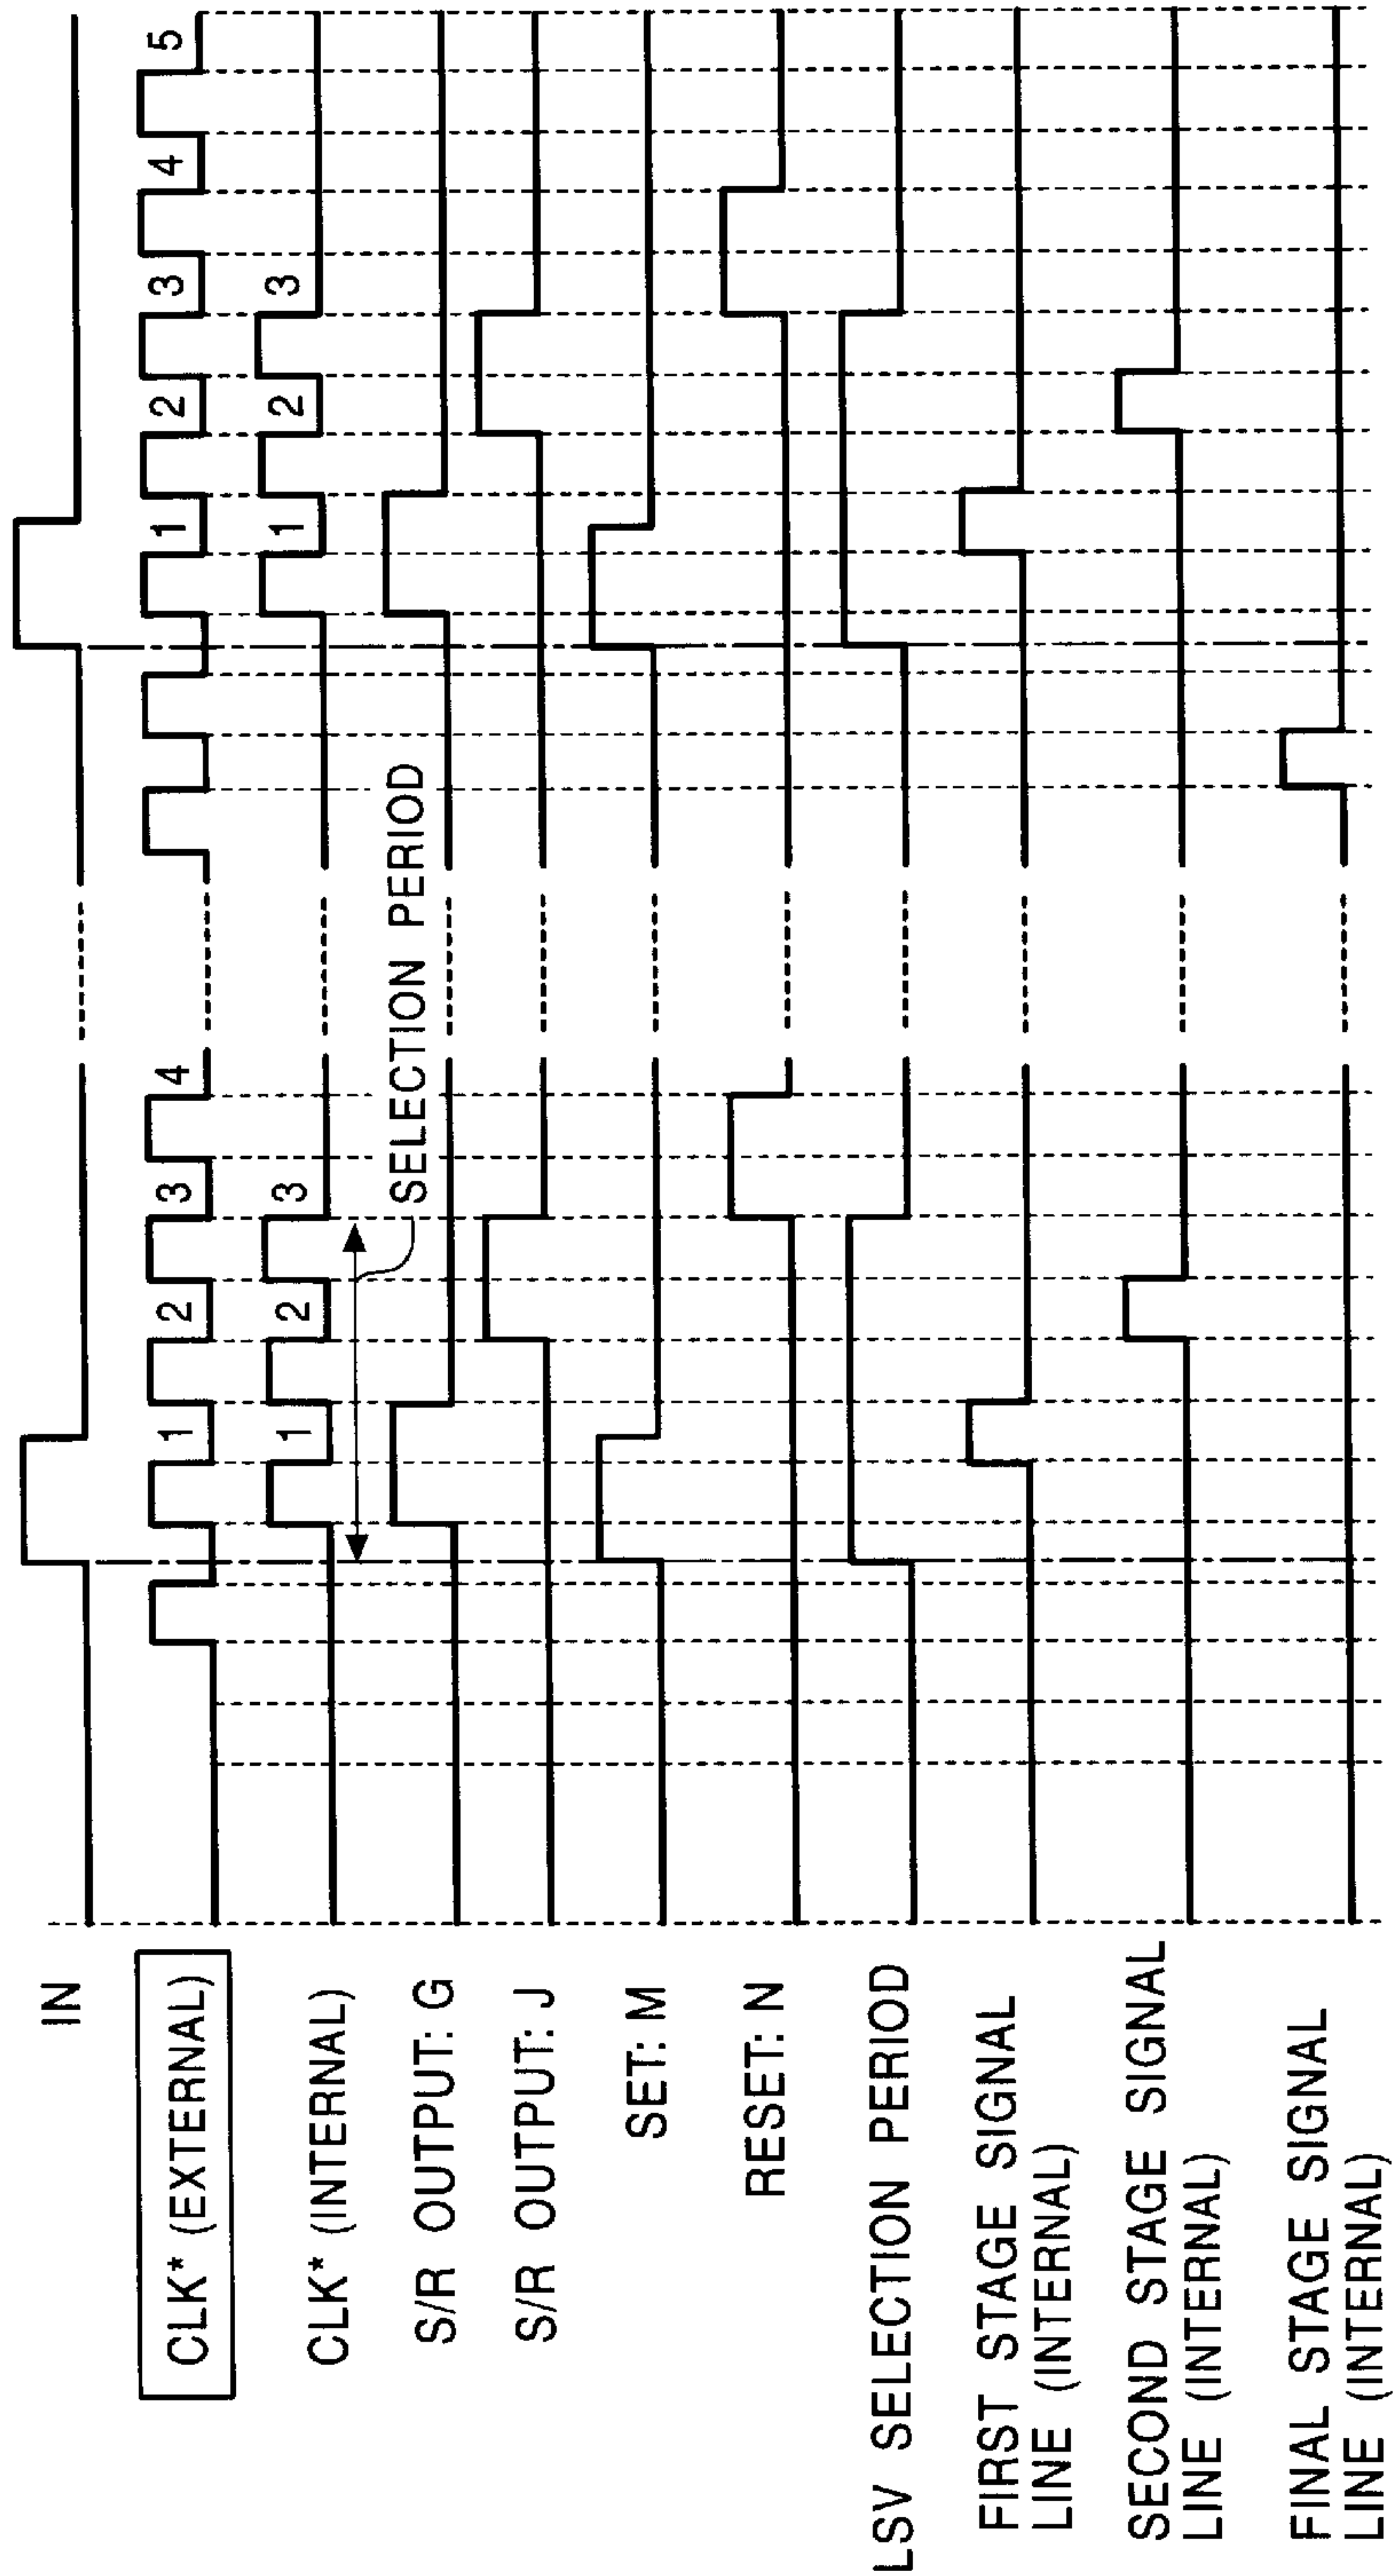 IN
CLK* (EXTERNAL)
1 2 3 4 1 2 3 4 5
CLK* (INTERNAL)
1 2 3 1 2 3
SELECTION PERIOD
S/R OUTPUT: G
S/R OUTPUT: J
SET: M
RESET: N
LSV SELECTION PERIOD
FIRST STAGE SIGNAL
LINE (INTERNAL)
SECOND STAGE SIGNAL
LINE (INTERNAL)
FINAL STAGE SIGNAL
LINE (INTERNAL)